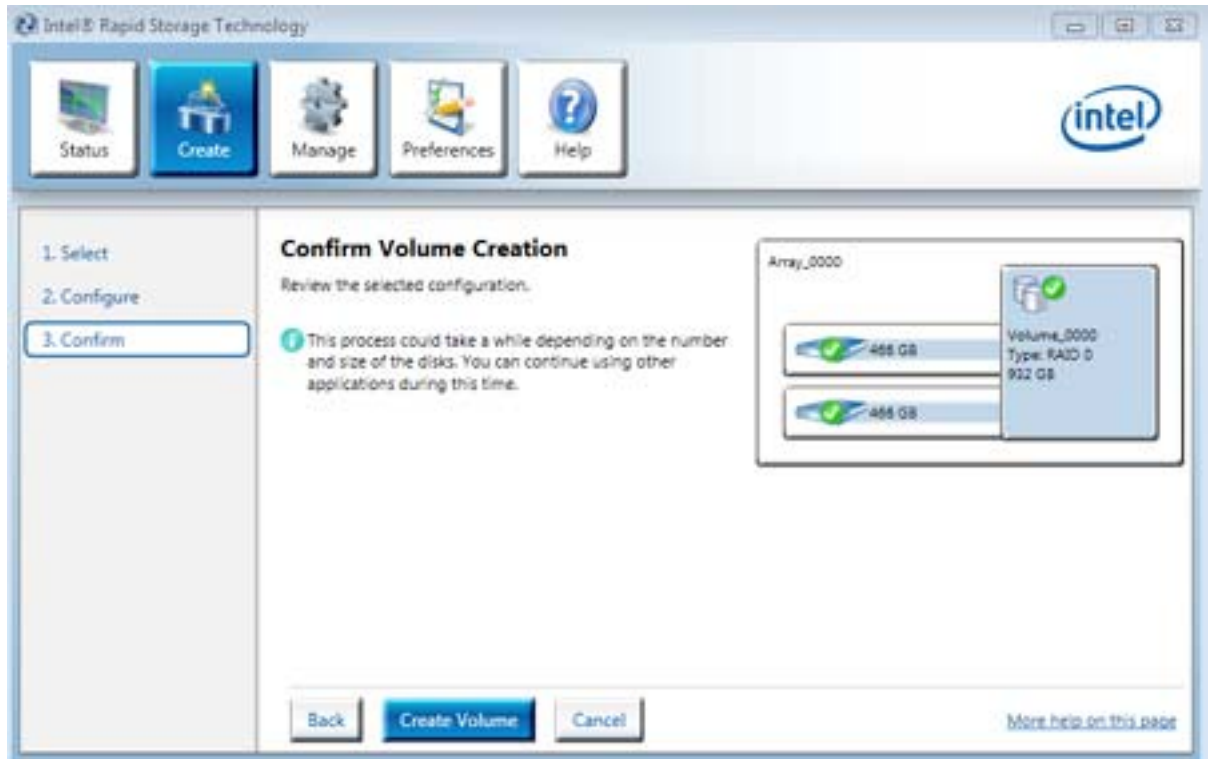 Intel® Rapid Storage Technology
Status
Create
Manage
Preferences
? Help
intel
1. Select
2. Configure
3. Confirm
Confirm Volume Creation
Review the selected configuration.
i This process could take a while depending on the number
and size of the disks. You can continue using other
applications during this time.
Array_0000
466 GB
466 GB
Volume_0000
Type: RAID 0
932 GB
Back
Create Volume
Cancel
More help on this page